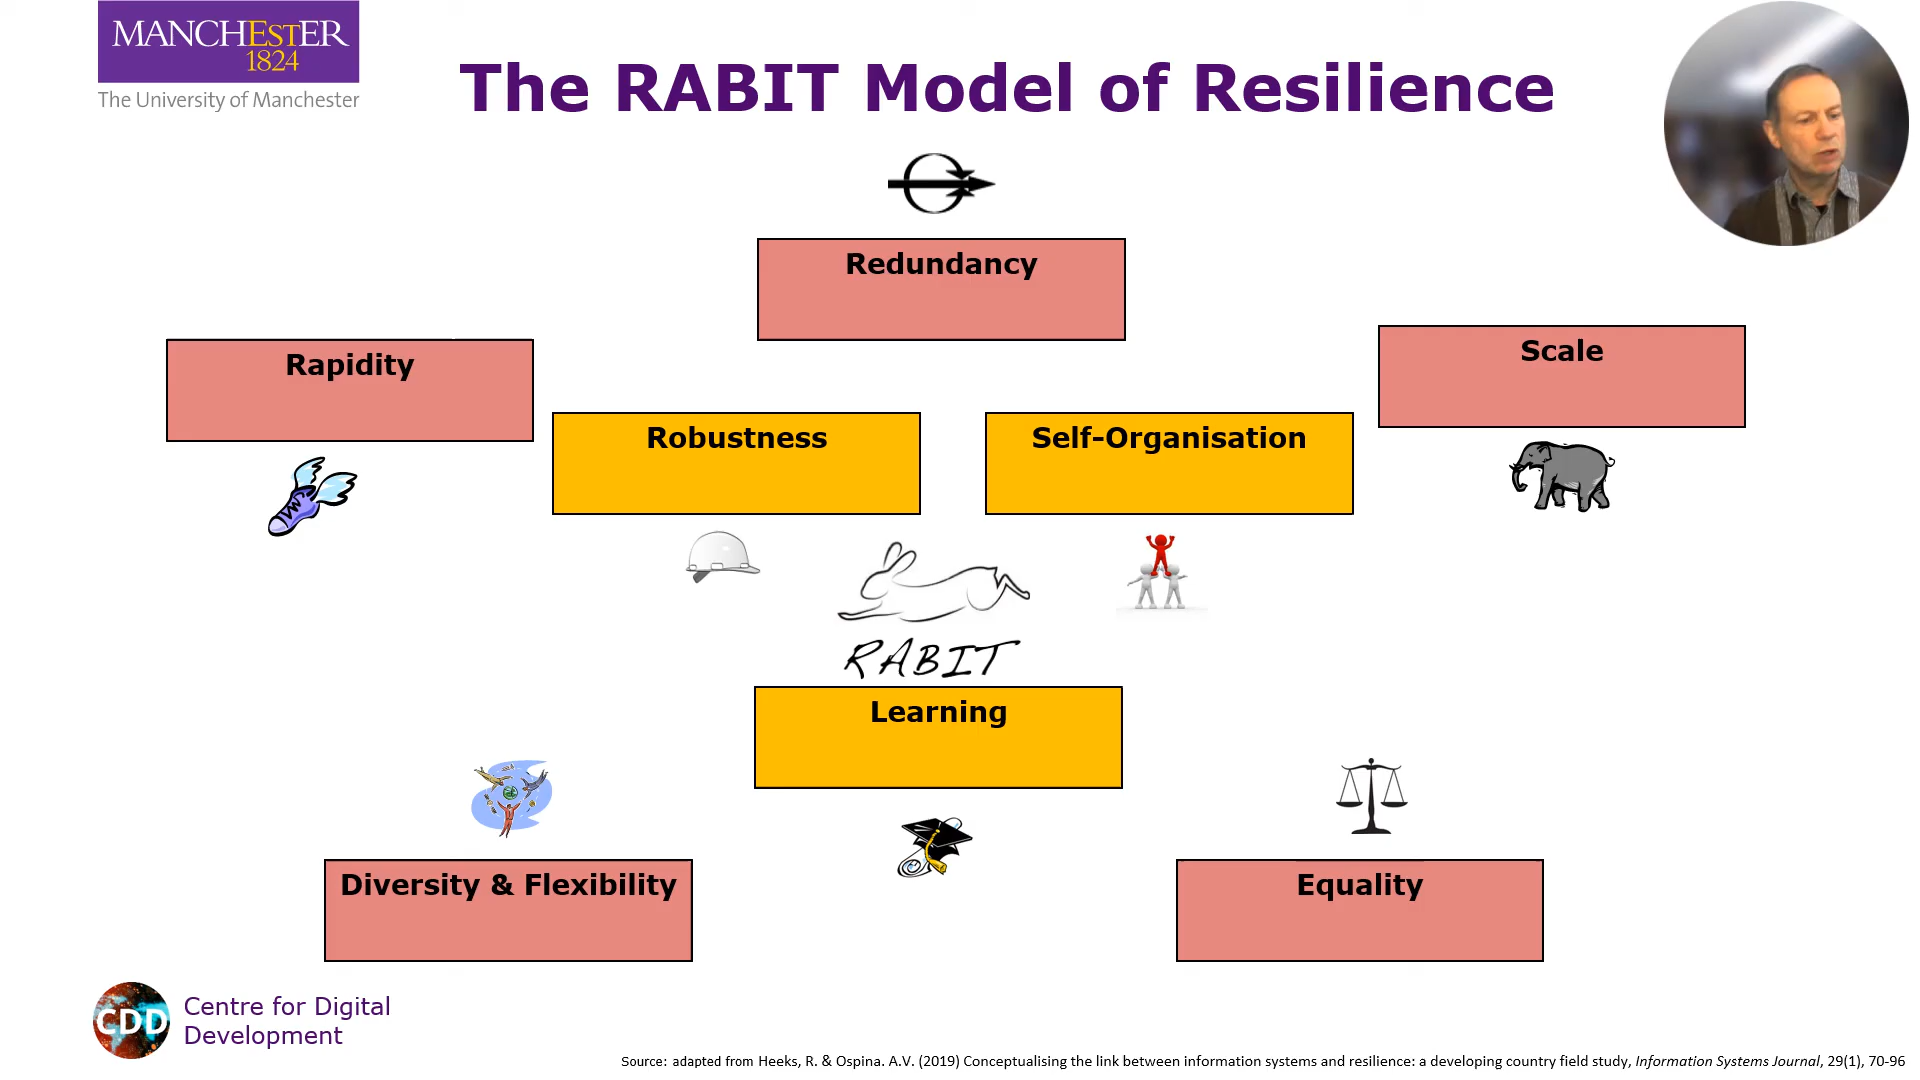 MANCHESTER
1824
The University of Manchester
The RABIT Model of Resilience
Redundancy
Rapidity
Scale
Robustness
Self-Organisation
RABIT
Learning
Diversity & Flexibility
Equality
CDD
Centre for Digital
Development
Source: adapted from Heeks, R. & Ospina. A.V. (2019) Conceptualising the link between information systems and resilience: a developing country field study, Information Systems Journal, 29(1), 70-96